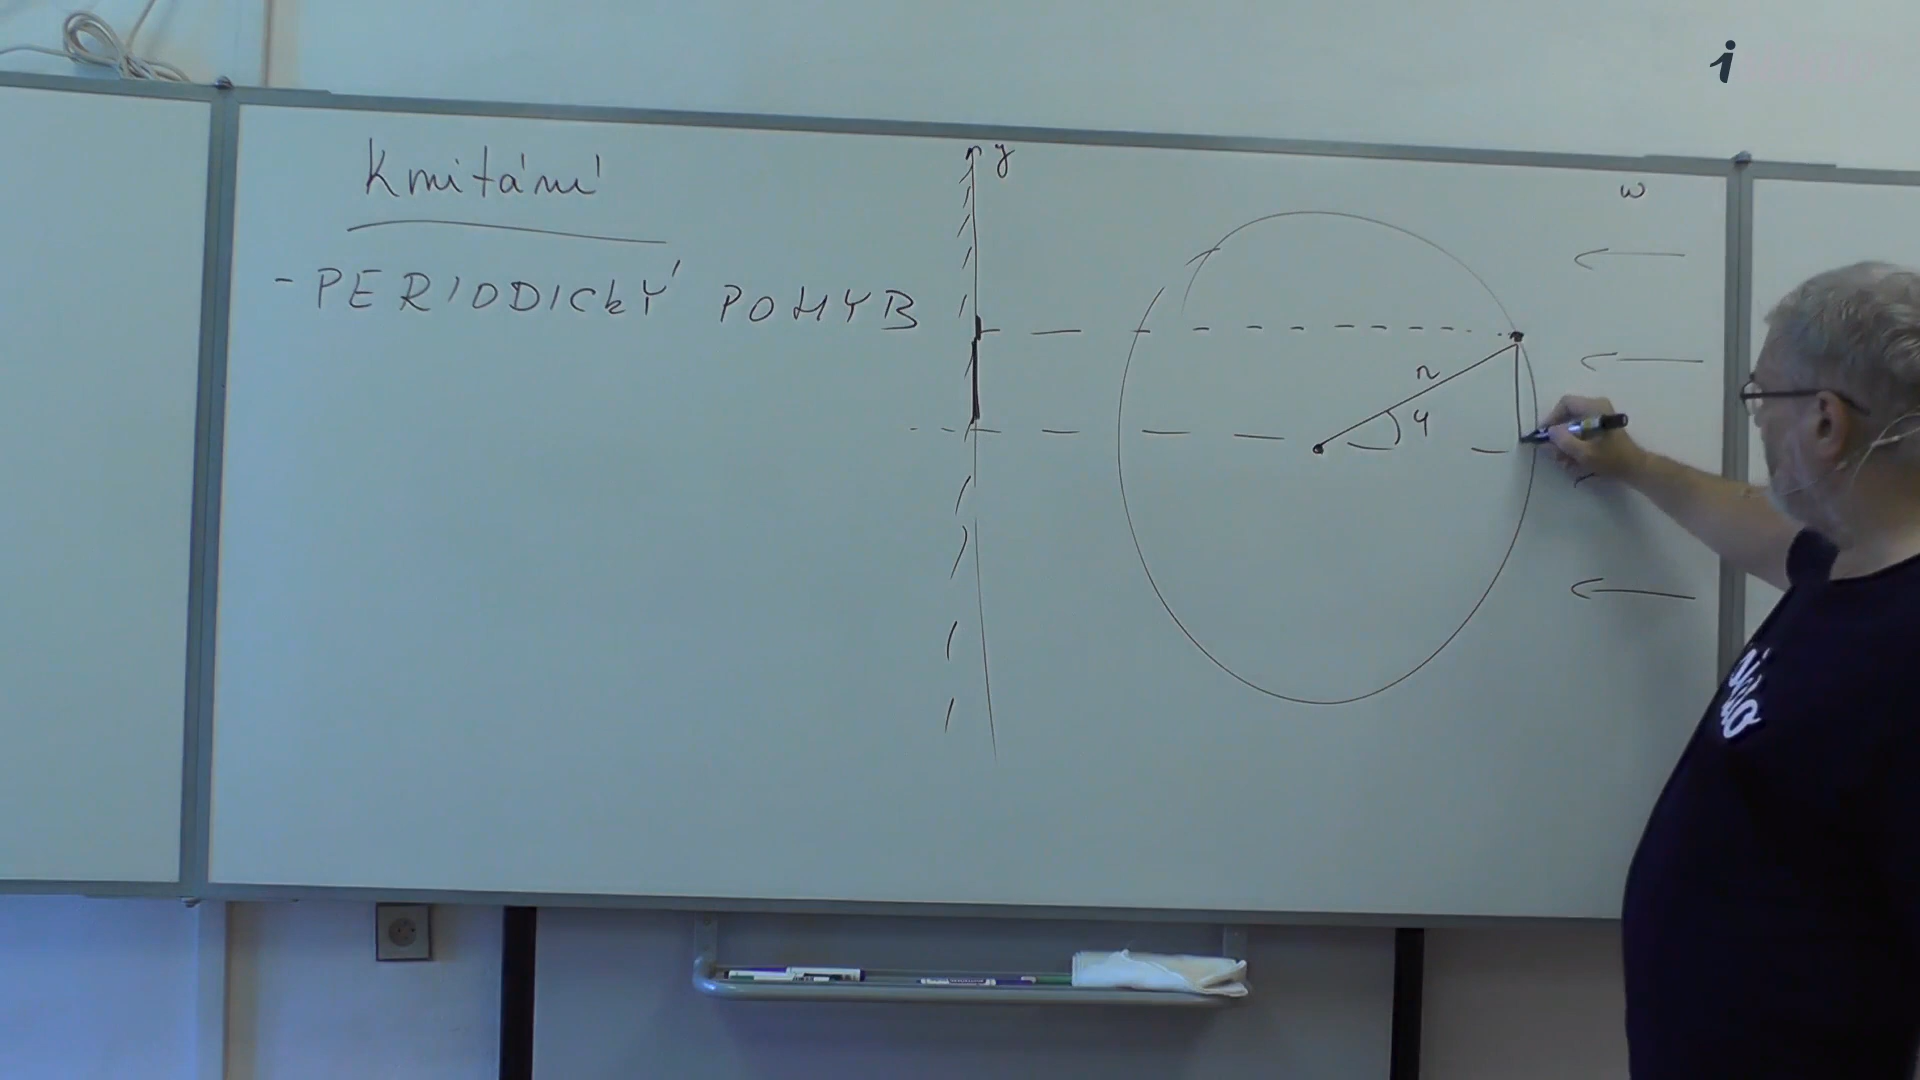 Kmitání
- PERIODICKÝ POHYB
y
ω
r
φ